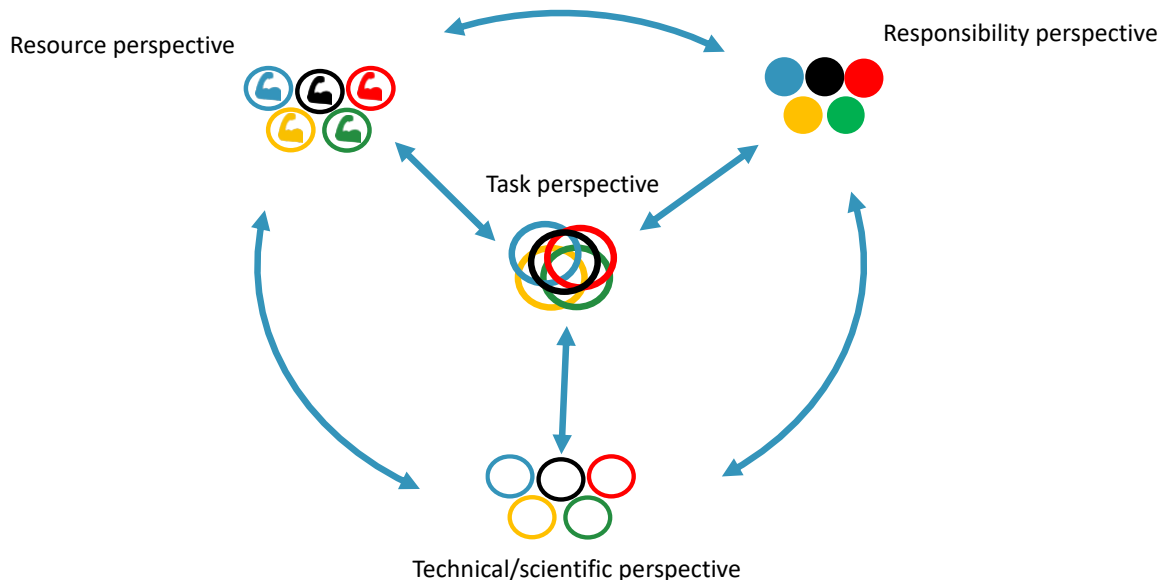 Resource perspective
Responsibility perspective
Task perspective
Technical/scientific perspective